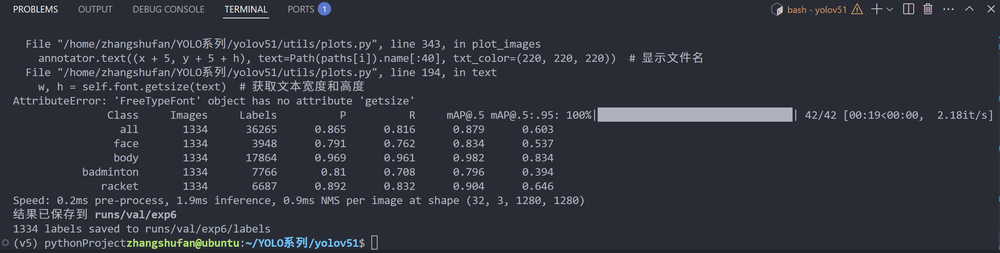 PROBLEMS OUTPUT DEBUG CONSOLE TERMINAL PORTS 1 bash - yolov51
File "/home/zhangshufan/YOLO系列/yolov51/utils/plots.py", line 343, in plot_images
annotator.text((x + 5, y + 5 + h), text=Path(paths[i]).name[:40], txt_color=(220, 220, 220)) # 显示文件名
File "/home/zhangshufan/YOLO系列/yolov51/utils/plots.py", line 194, in text
w, h = self.font.getsize(text) # 获取文本宽度和高度
AttributeError: 'FreeTypeFont' object has no attribute 'getsize'
Class Images Labels P R mAP@.5 mAP@.5:.95: 100%| | 42/42 [00:19<00:00, 2.18it/s]
all 1334 36265 0.865 0.816 0.879 0.603
face 1334 3948 0.791 0.762 0.834 0.537
body 1334 17864 0.969 0.961 0.982 0.834
badminton 1334 7766 0.81 0.708 0.796 0.394
racket 1334 6687 0.892 0.832 0.904 0.646
Speed: 0.2ms pre-process, 1.9ms inference, 0.9ms NMS per image at shape (32, 3, 1280, 1280)
结果已保存到 runs/val/exp6
1334 labels saved to runs/val/exp6/labels
(v5) pythonProjectzhangshufan@ubuntu:~/YOLO系列/yolov51$